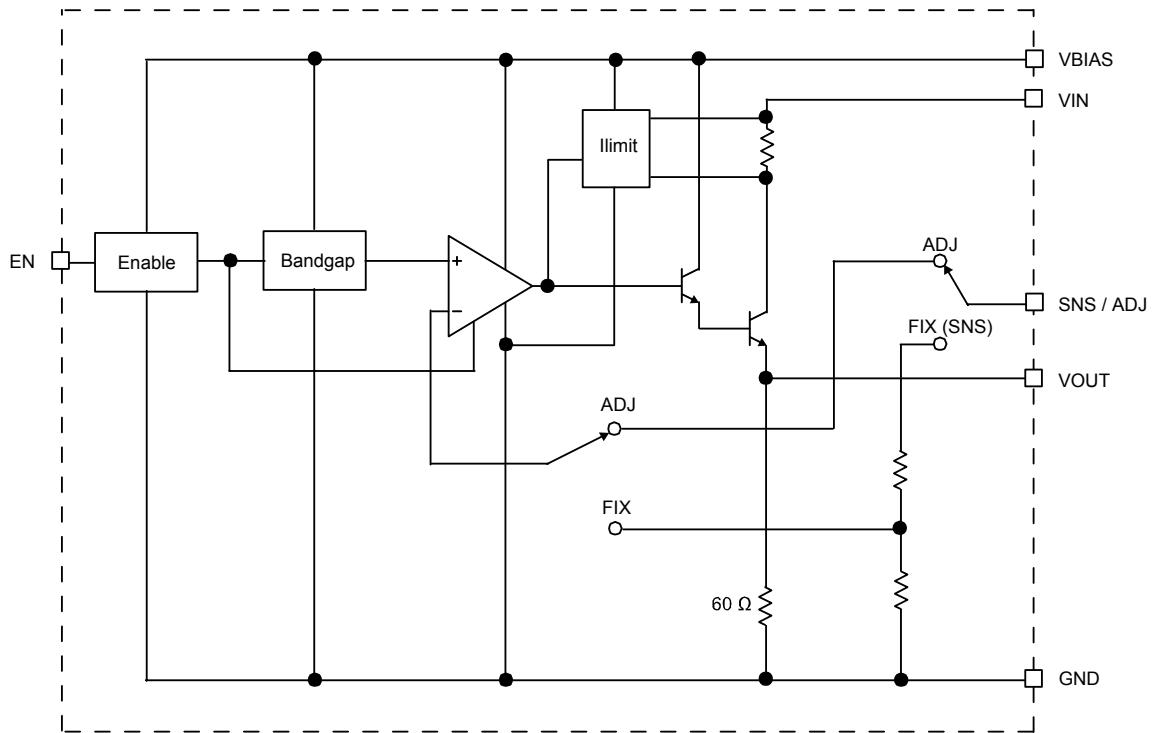 VBIAS
VIN
Ilimit
EN
Enable
Bandgap
+
−
ADJ
SNS / ADJ
FIX (SNS)
VOUT
ADJ
FIX
60 Ω
GND